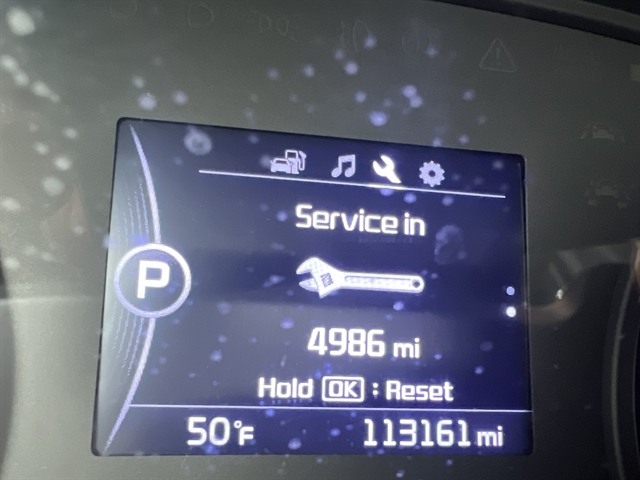 Service in
P
4986 mi
Hold OK : Reset
50°F 113161 mi